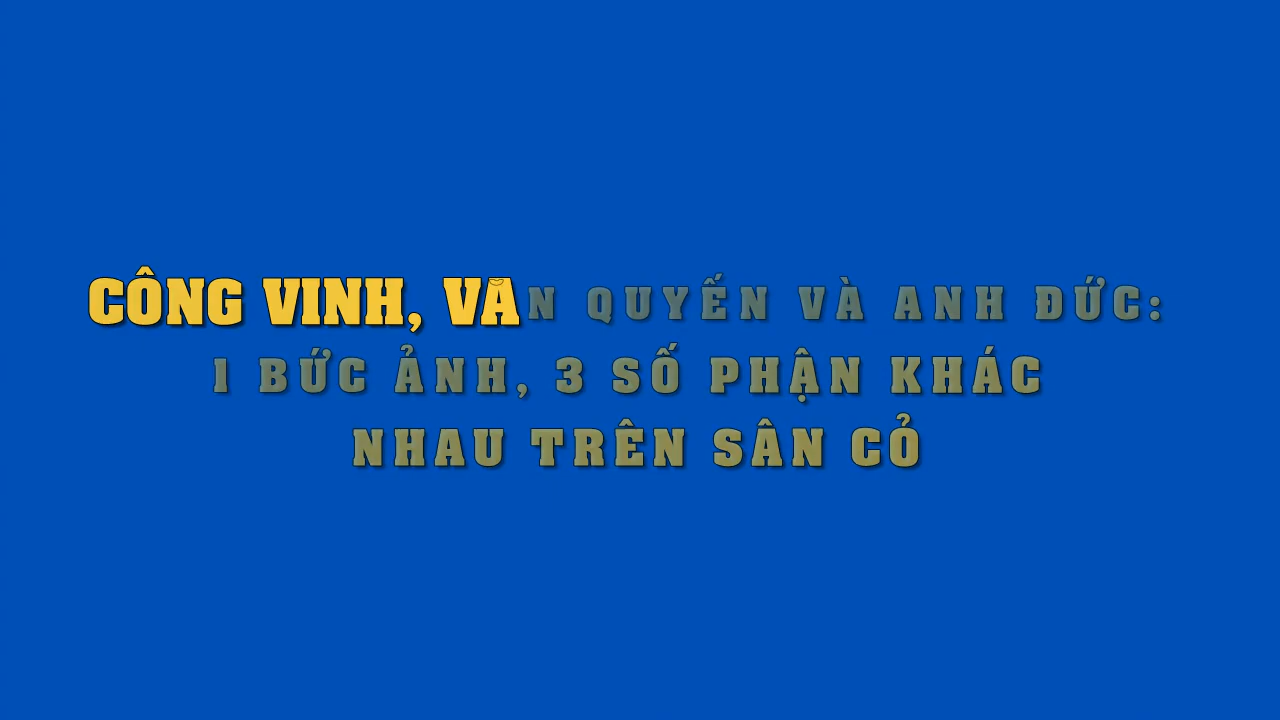 CÔNG VINH, VĂN QUYẾN VÀ ANH ĐỨC:
1 BỨC ẢNH, 3 SỐ PHẬN KHÁC
NHAU TRÊN SÂN CỎ